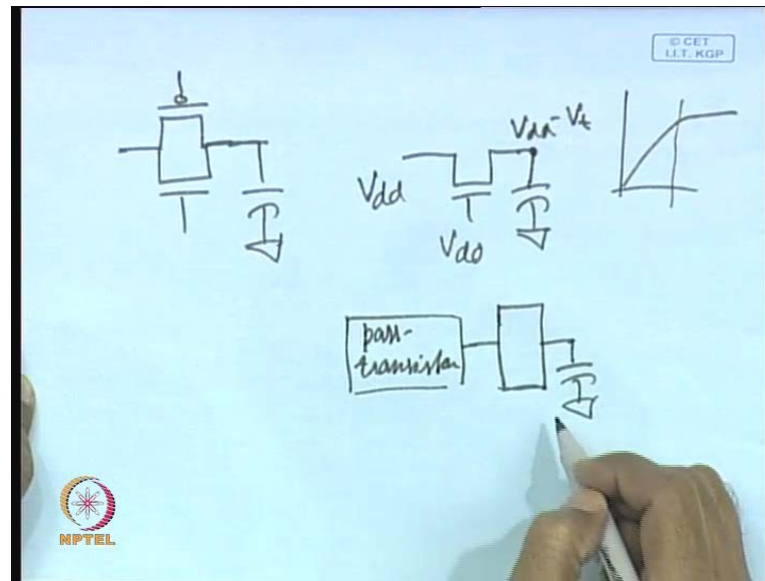 © CET
I.I.T. KGP
Vdd
Vdd
Vdd - Vt
pass-
transistor
NPTEL